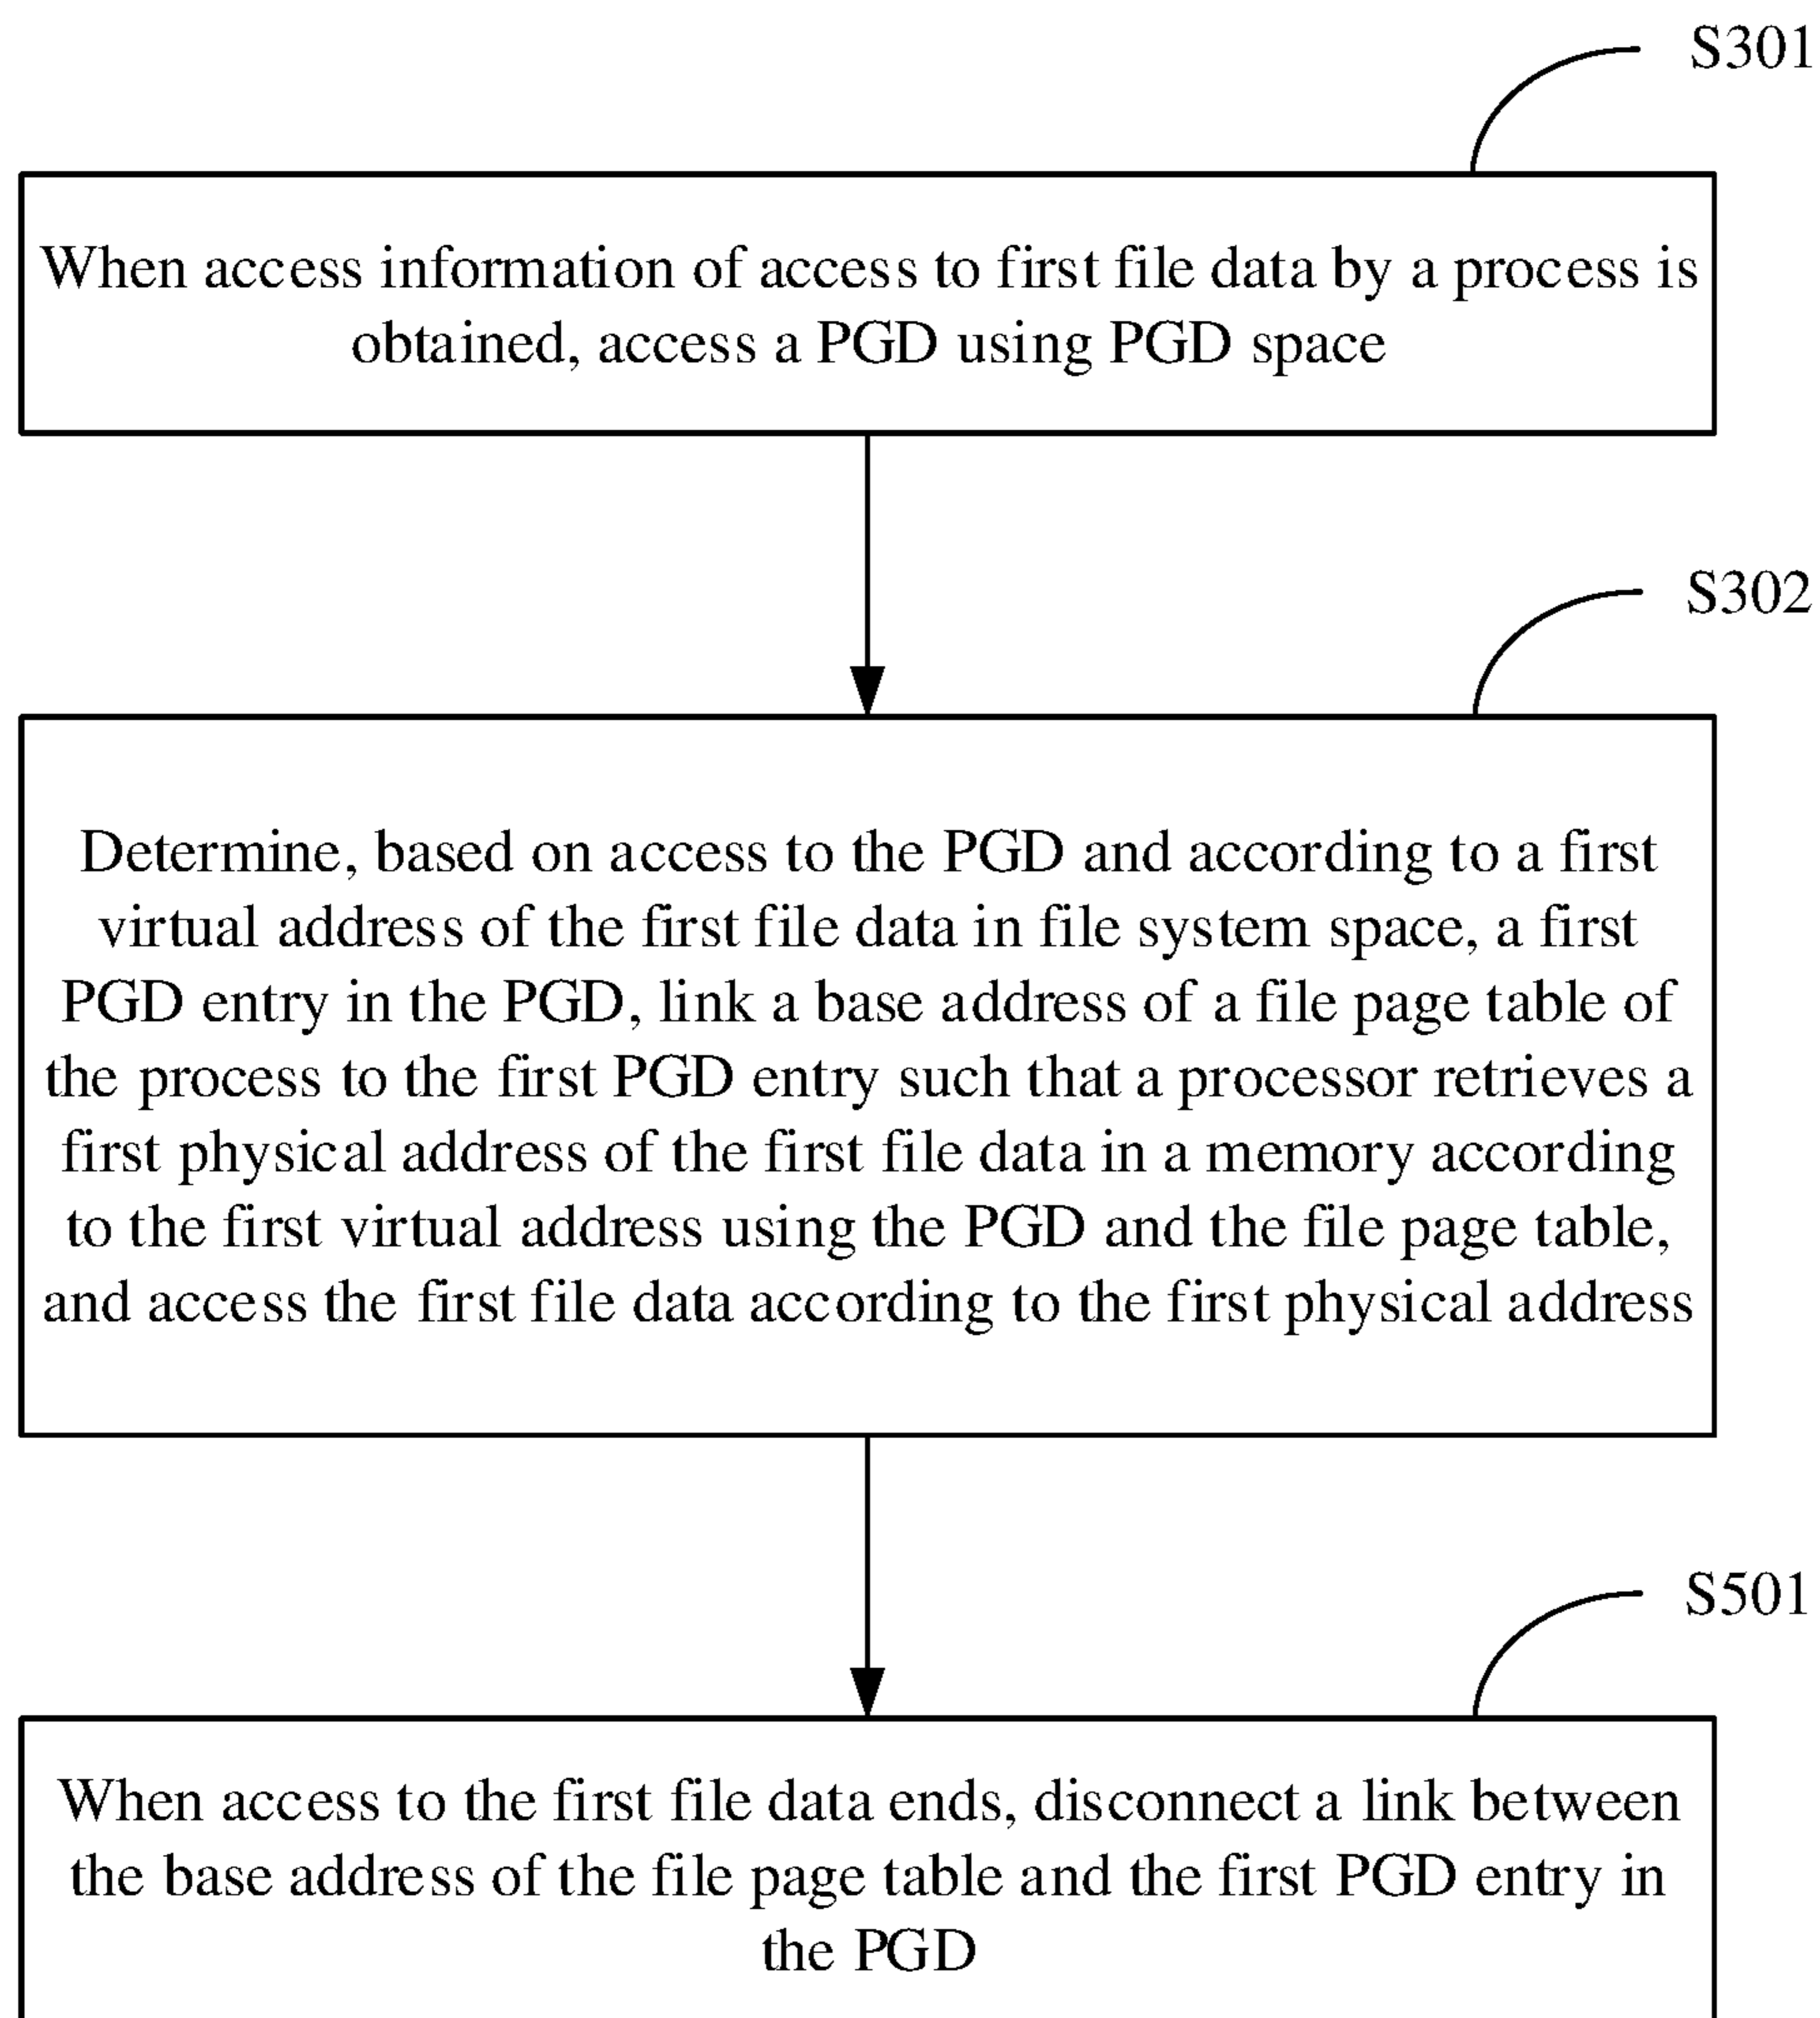 S301
When access information of access to first file data by a process is
obtained, access a PGD using PGD space
S302
Determine, based on access to the PGD and according to a first
virtual address of the first file data in file system space, a first
PGD entry in the PGD, link a base address of a file page table of
the process to the first PGD entry such that a processor retrieves a
first physical address of the first file data in a memory according
to the first virtual address using the PGD and the file page table,
and access the first file data according to the first physical address
S501
When access to the first file data ends, disconnect a link between
the base address of the file page table and the first PGD entry in
the PGD